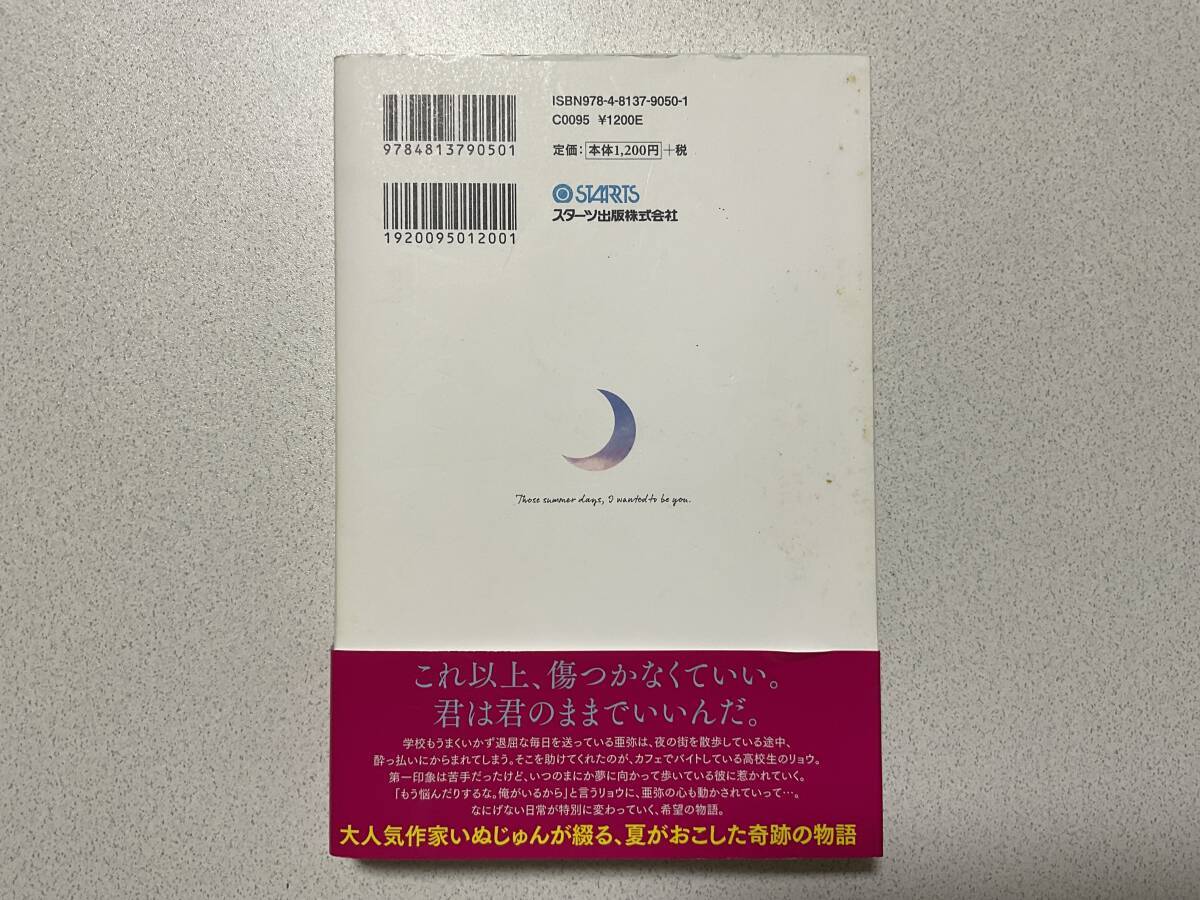 ISBN978-4-8137-9050-1
C0095 ¥1200E
9784813790501
定価：本体1,200円+税
STARTS
スターツ出版株式会社
1920095012001
Those summer days, I wanted to be you.
これ以上、傷つかなくていい。
君は君のままでいいんだ。
学校もうまくいかず退屈な毎日を送っている亜弥は、夜の街を散歩している途中、
酔っ払いにからまれてしまう。そこを助けてくれたのが、カフェでバイトしている高校生のリョウ。
第一印象は苦手だったけど、いつのまにか夢に向かって歩いている彼に惹かれていく。
「もう悩んだりするな。俺がいるから」と言うリョウに、亜弥の心も動かされていって…。
なにげない日常が特別に変わっていく、希望の物語。
大人気作家いぬじゅんが綴る、夏がおこした奇跡の物語